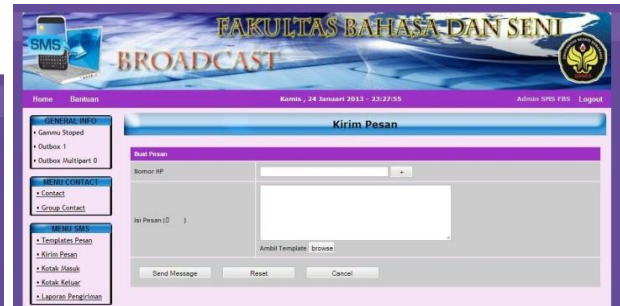 SMS
FAKULTAS BAHASA DAN SENI
BROADCAST
Home Bantuan Kamis , 24 Januari 2013 - 23:27:55 Admin SMS FBS Logout
GENERAL INFO
• Gammu Stoped
• Outbox 1
• Outbox Multipart 0
MENU CONTACT
• Contact
• Group Contact
MENU SMS
• Templates Pesan
• Kirim Pesan
• Kotak Masuk
• Kotak Keluar
• Laporan Pengiriman
Kirim Pesan
Buat Pesan
Nomor HP +
Isi Pesan (0 )
Ambil Template browse
Send Message Reset Cancel